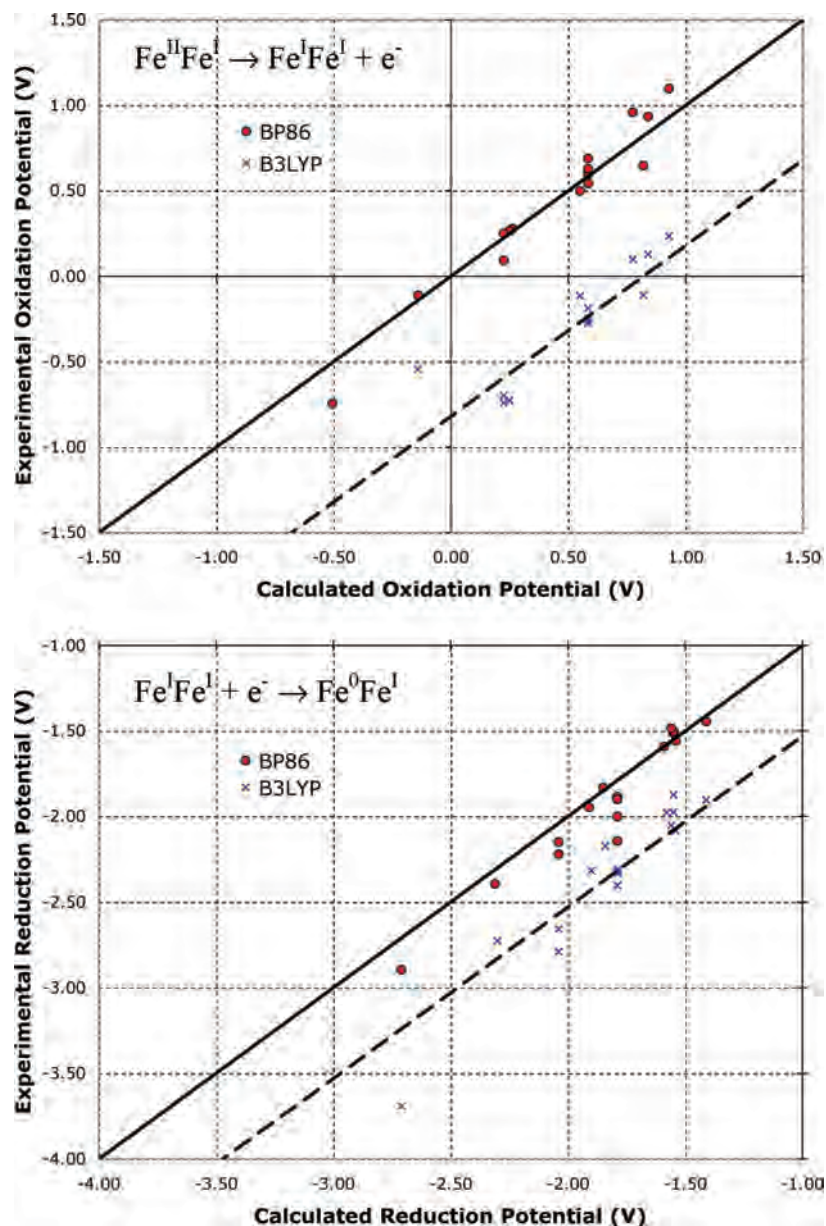 Fe^II Fe^I → Fe^I Fe^I + e^-
BP86
B3LYP
1.50
1.00
0.50
0.00
-0.50
-1.00
-1.50
Experimental Oxidation Potential (V)
-1.50 -1.00 -0.50 0.00 0.50 1.00 1.50
Calculated Oxidation Potential (V)
Fe^I Fe^I + e^- → Fe^0 Fe^I
BP86
B3LYP
-1.00
-1.50
-2.00
-2.50
-3.00
-3.50
-4.00
Experimental Reduction Potential (V)
-4.00 -3.50 -3.00 -2.50 -2.00 -1.50 -1.00
Calculated Reduction Potential (V)